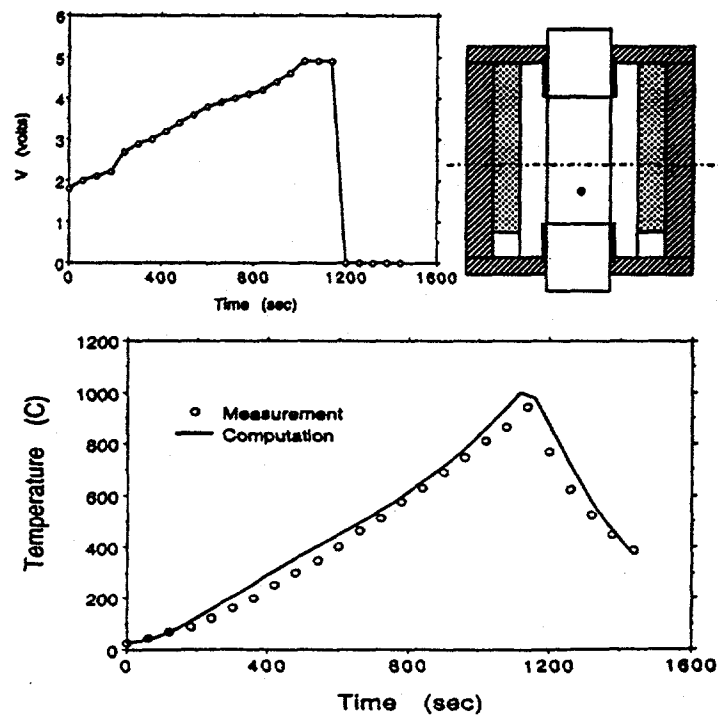 6
5
4
3
2
1
0
V (volts)
0 400 800 1200 1600
Time (sec)
1200
1000
800
600
400
200
0
Temperature (C)
Measurement
Computation
0 400 800 1200 1600
Time (sec)